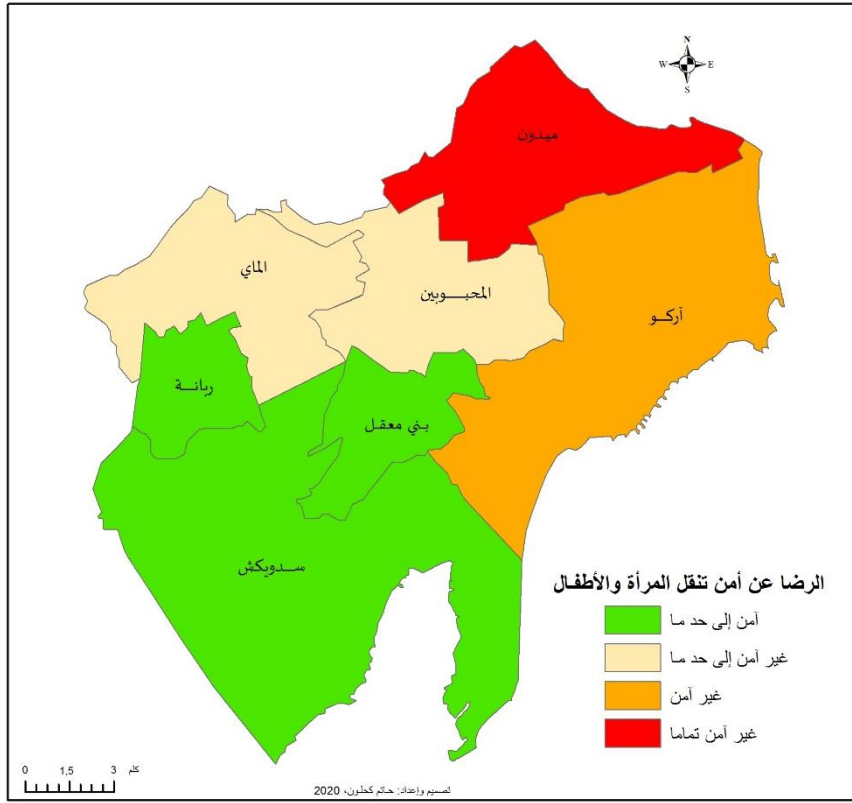 N
W E
S
ميدون
الماي
المحبوبين
آركو
ربانة
بني معقل
سدويكش
الرضا عن أمن تنقل المرأة والأطفال
آمن إلى حد ما
غير آمن إلى حد ما
غير آمن
غير آمن تماما
0 1,5 3 كلم
تصميم وإعداد: حاتم كحلون، 2020